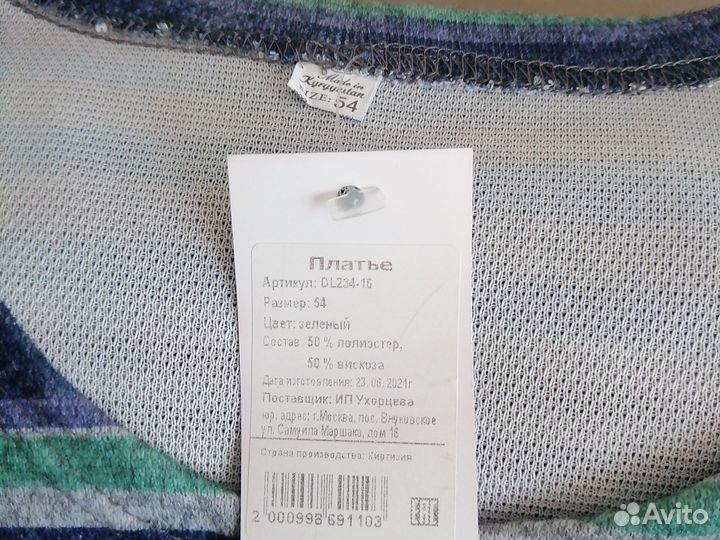 Made in
Kyrgyzstan
SIZE: 54
Платье
Артикул: DL234-16
Размер: 54
Цвет: зеленый
Состав: 50 % полиэстер,
50 % вискоза
Дата изготовления: 23. 06. 2021г
Поставщик: ИП Ухорцева
юр. адрес: г.Москва, пос. Внуковское
ул. Самуила Маршака, дом 16
Страна производства: Киргизия
2 000998 691103
Avito